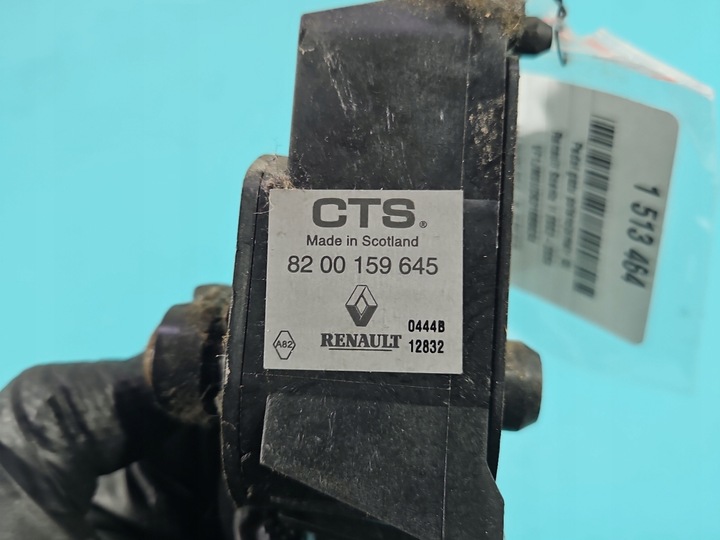 CTS®
Made in Scotland
82 00 159 645
A82
RENAULT
0444B
12832
1 513 464